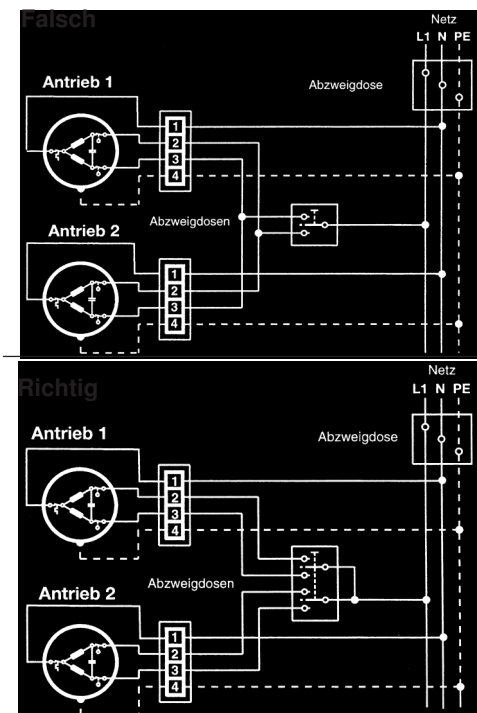 Falsch
Netz
L1 N PE
Antrieb 1
Abzweigdose
1
2
3
4
Abzweigdosen
Antrieb 2
1
2
3
4
Richtig
Netz
L1 N PE
Antrieb 1
Abzweigdose
1
2
3
4
Abzweigdosen
Antrieb 2
1
2
3
4